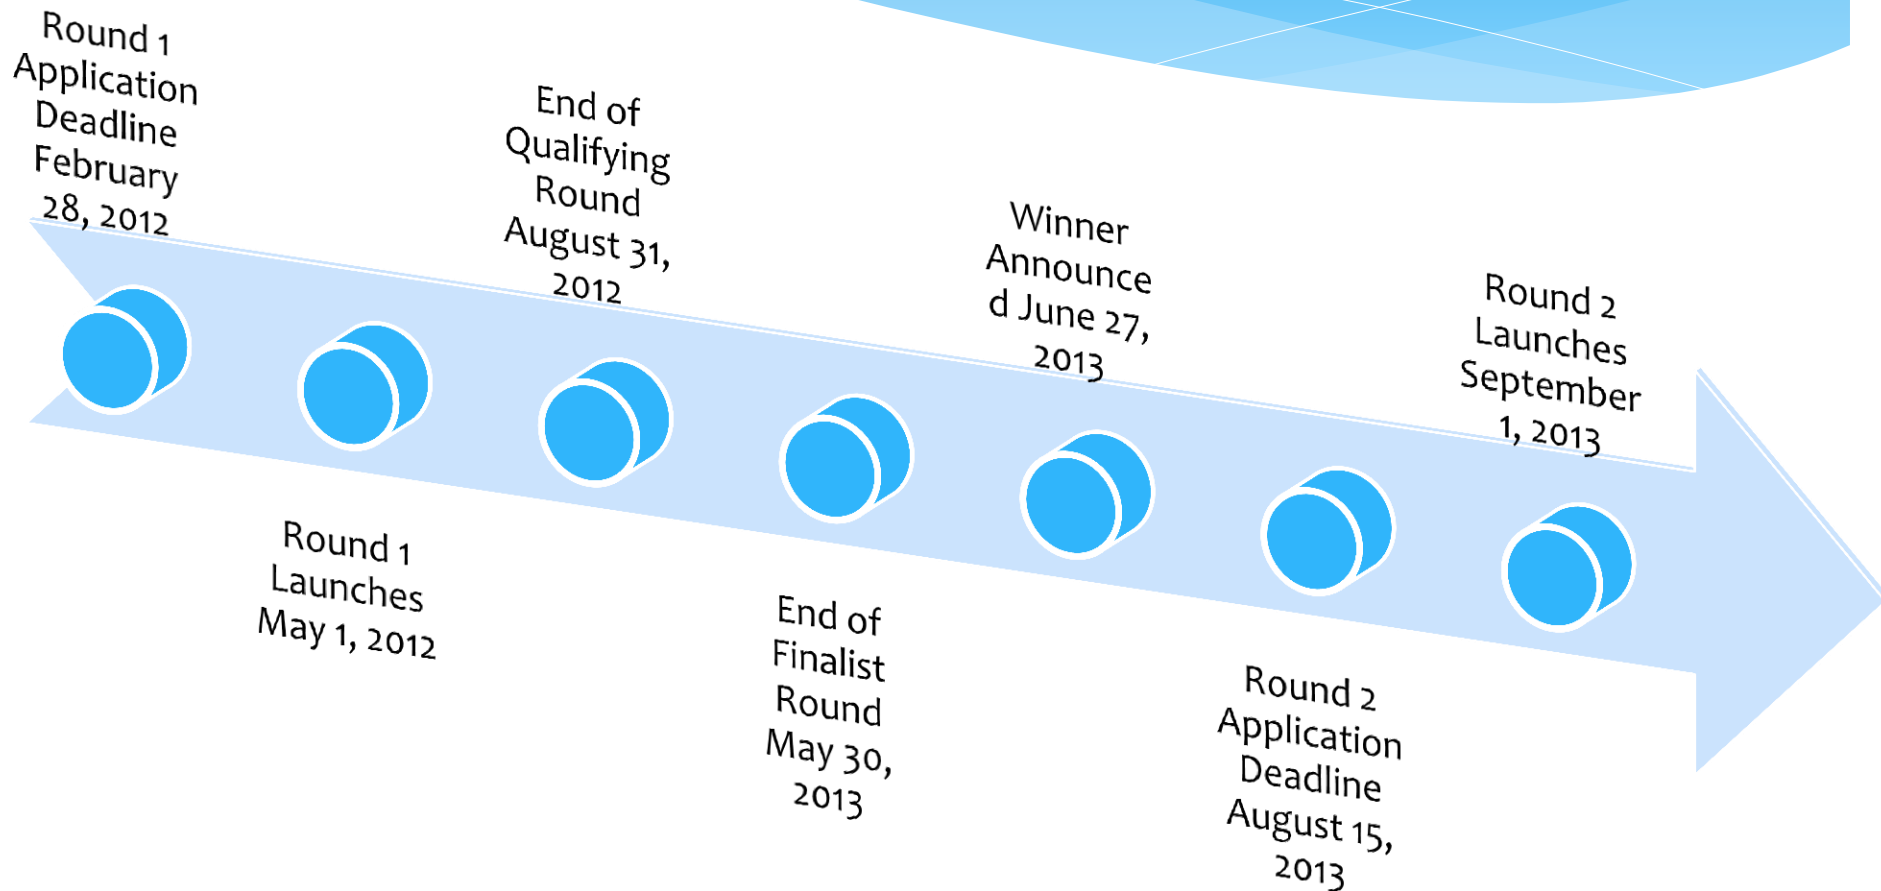 Round 1
Application
Deadline
February
28, 2012
Round 1
Launches
May 1, 2012
End of
Qualifying
Round
August 31,
2012
End of
Finalist
Round
May 30,
2013
Winner
Announce
d June 27,
2013
Round 2
Application
Deadline
August 15,
2013
Round 2
Launches
September
1, 2013